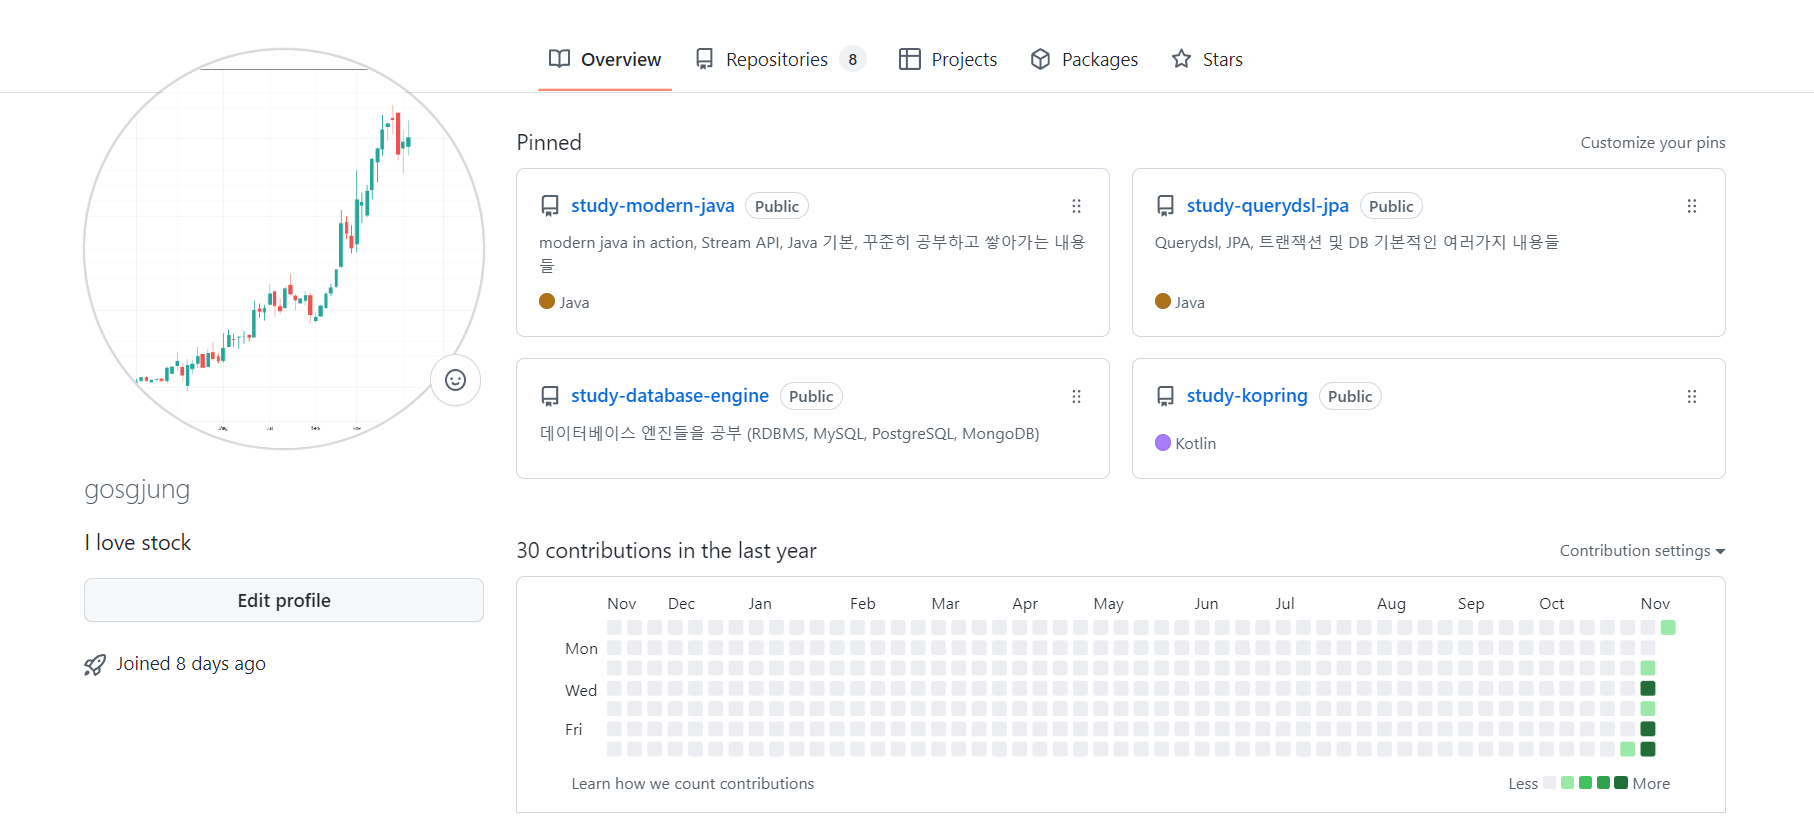 Overview Repositories 8 Projects Packages Stars
Pinned Customize your pins
study-modern-java Public
modern java in action, Stream API, Java 기본, 꾸준히 공부하고 쌓아가는 내용
들
Java
study-querydsl-jpa Public
Querydsl, JPA, 트랜잭션 및 DB 기본적인 여러가지 내용들
Java
study-database-engine Public
데이터베이스 엔진들을 공부 (RDBMS, MySQL, PostgreSQL, MongoDB)
study-kopring Public
Kotlin
May Jul Sep Nov
gosgjung
I love stock
Edit profile
Joined 8 days ago
30 contributions in the last year Contribution settings
Nov Dec Jan Feb Mar Apr May Jun Jul Aug Sep Oct Nov
Mon
Wed
Fri
Learn how we count contributions Less More